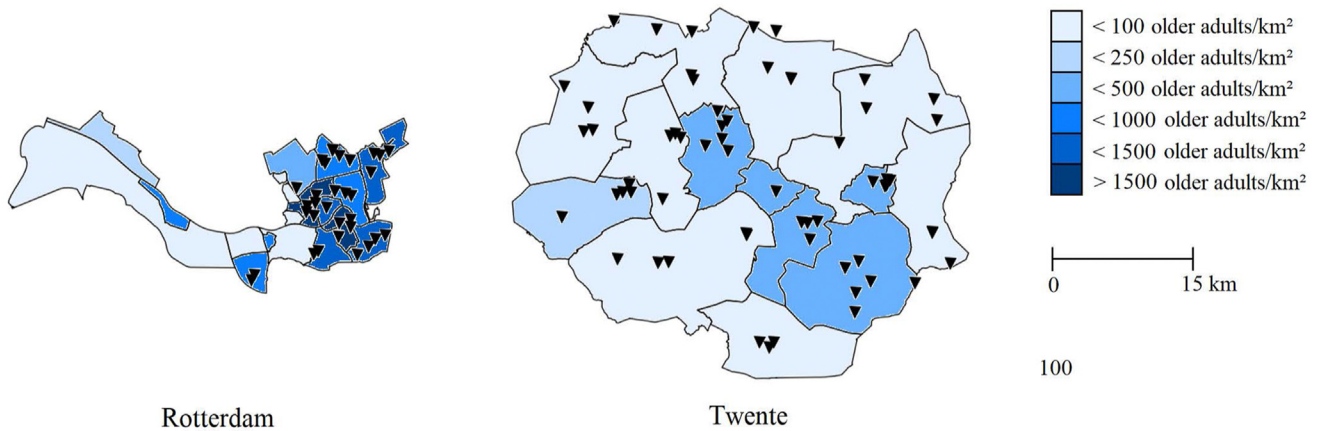 < 100 older adults/km²
< 250 older adults/km²
< 500 older adults/km²
< 1000 older adults/km²
< 1500 older adults/km²
> 1500 older adults/km²
0 15 km
100
Rotterdam Twente